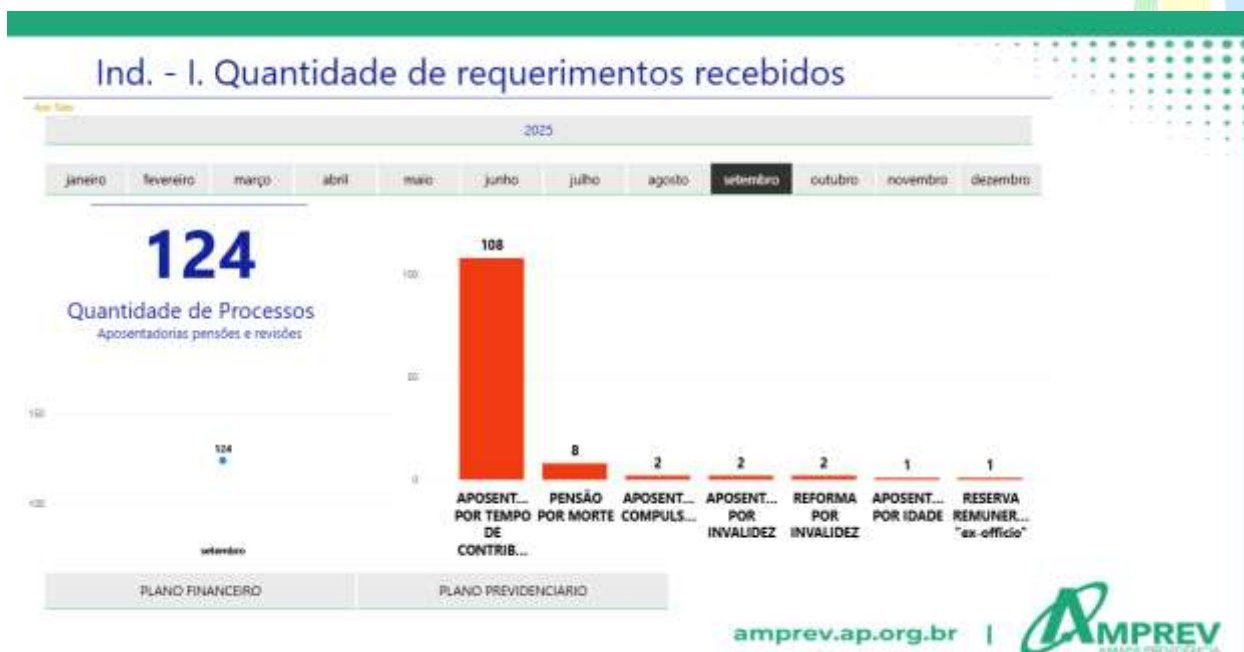 Ind. - I. Quantidade de requerimentos recebidos
2025
janeiro fevereiro março abril maio junho julho agosto setembro outubro novembro dezembro
124
Quantidade de Processos
Aposentadorias pensões e revisões
150
124
100
setembro
100
50
0
108
8
2
2
2
1
1
APOSENT...
POR TEMPO
DE
CONTRIB...
PENSÃO
POR MORTE
APOSENT...
COMPULS...
APOSENT...
POR
INVALIDEZ
REFORMA
POR
INVALIDEZ
APOSENT...
POR IDADE
RESERVA
REMUNER...
"ex-officio"
PLANO FINANCEIRO
PLANO PREVIDENCIÁRIO
amprev.ap.org.br |
AMPREV